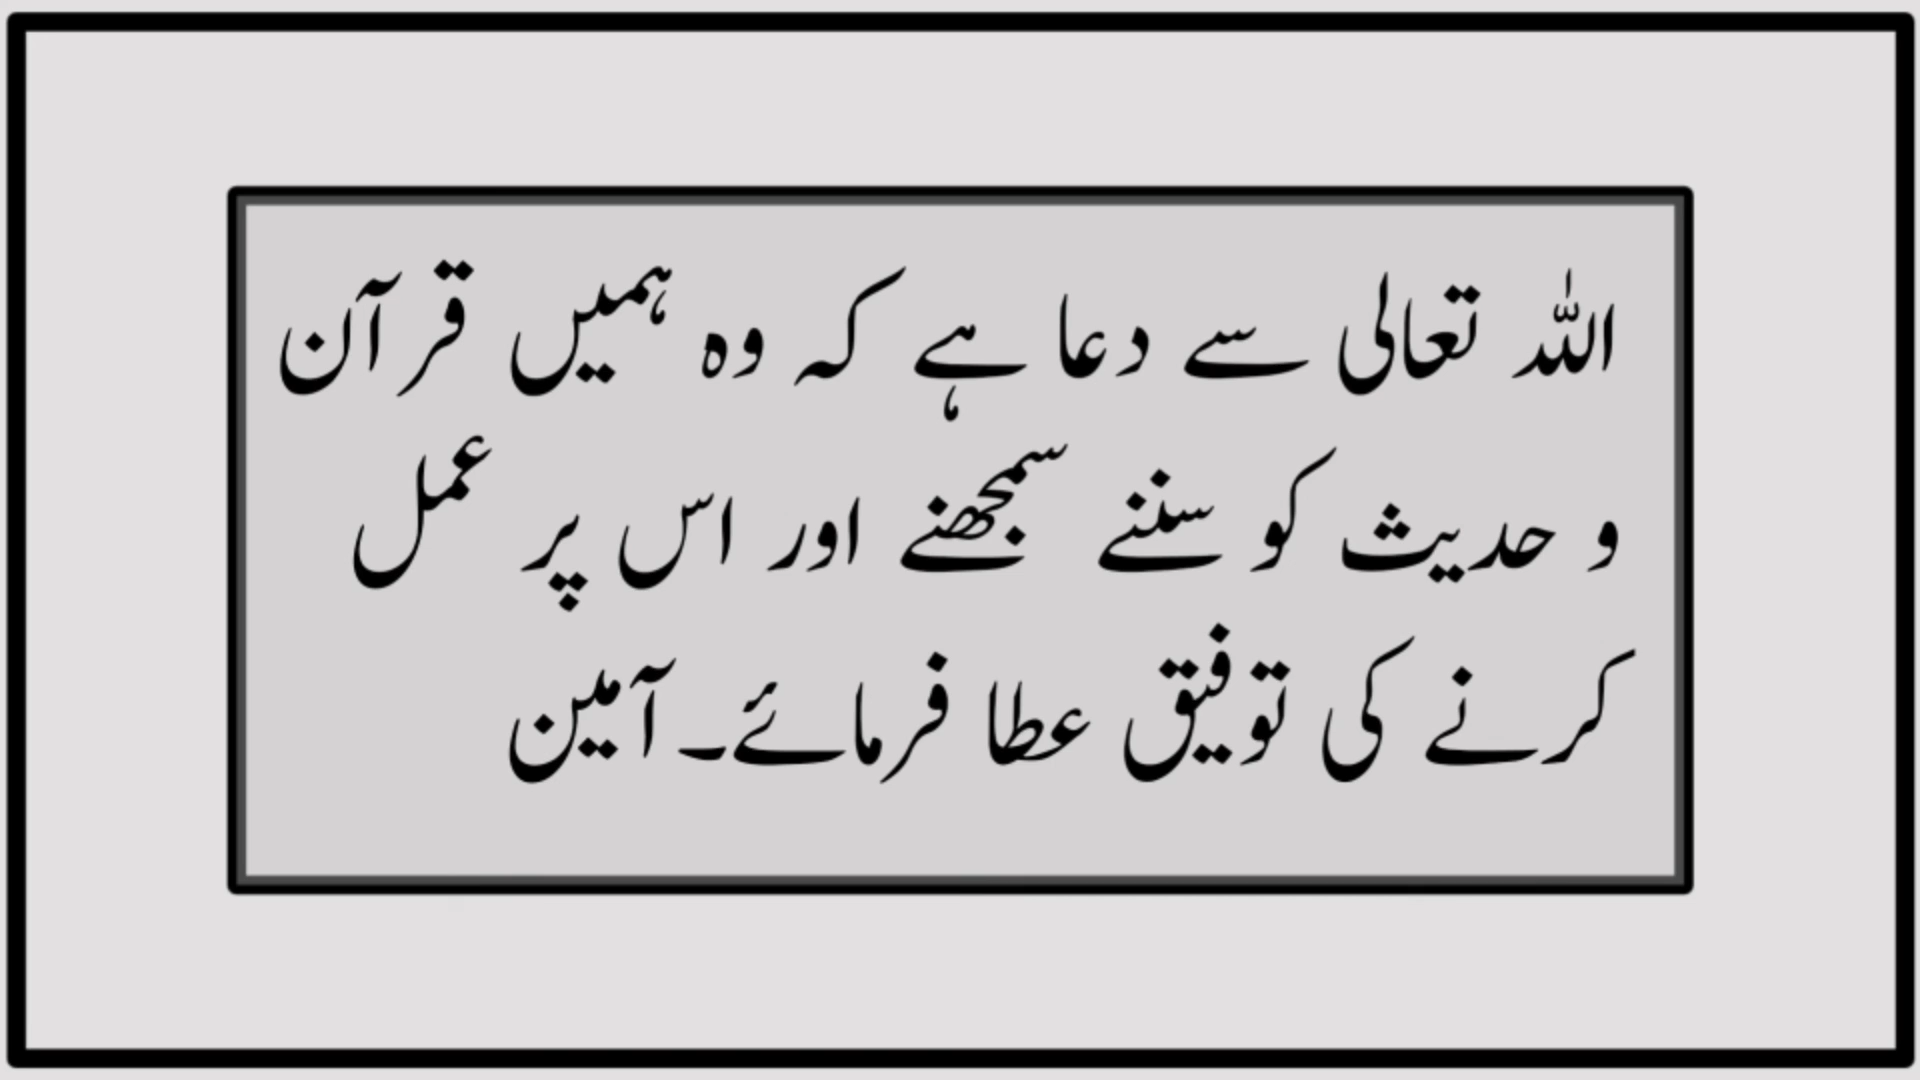 اللہ تعالی سے دعا ہے کہ وہ ہمیں قرآن
و حدیث کو سننے سمجھنے اور اس پر عمل
کرنے کی توفیق عطا فرمائے۔ آمین